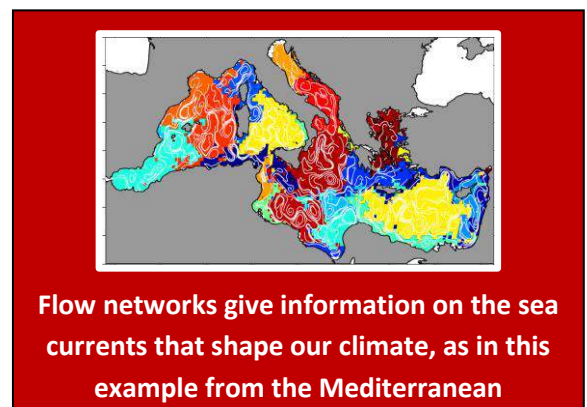 Flow networks give information on the sea
currents that shape our climate, as in this
example from the Mediterranean